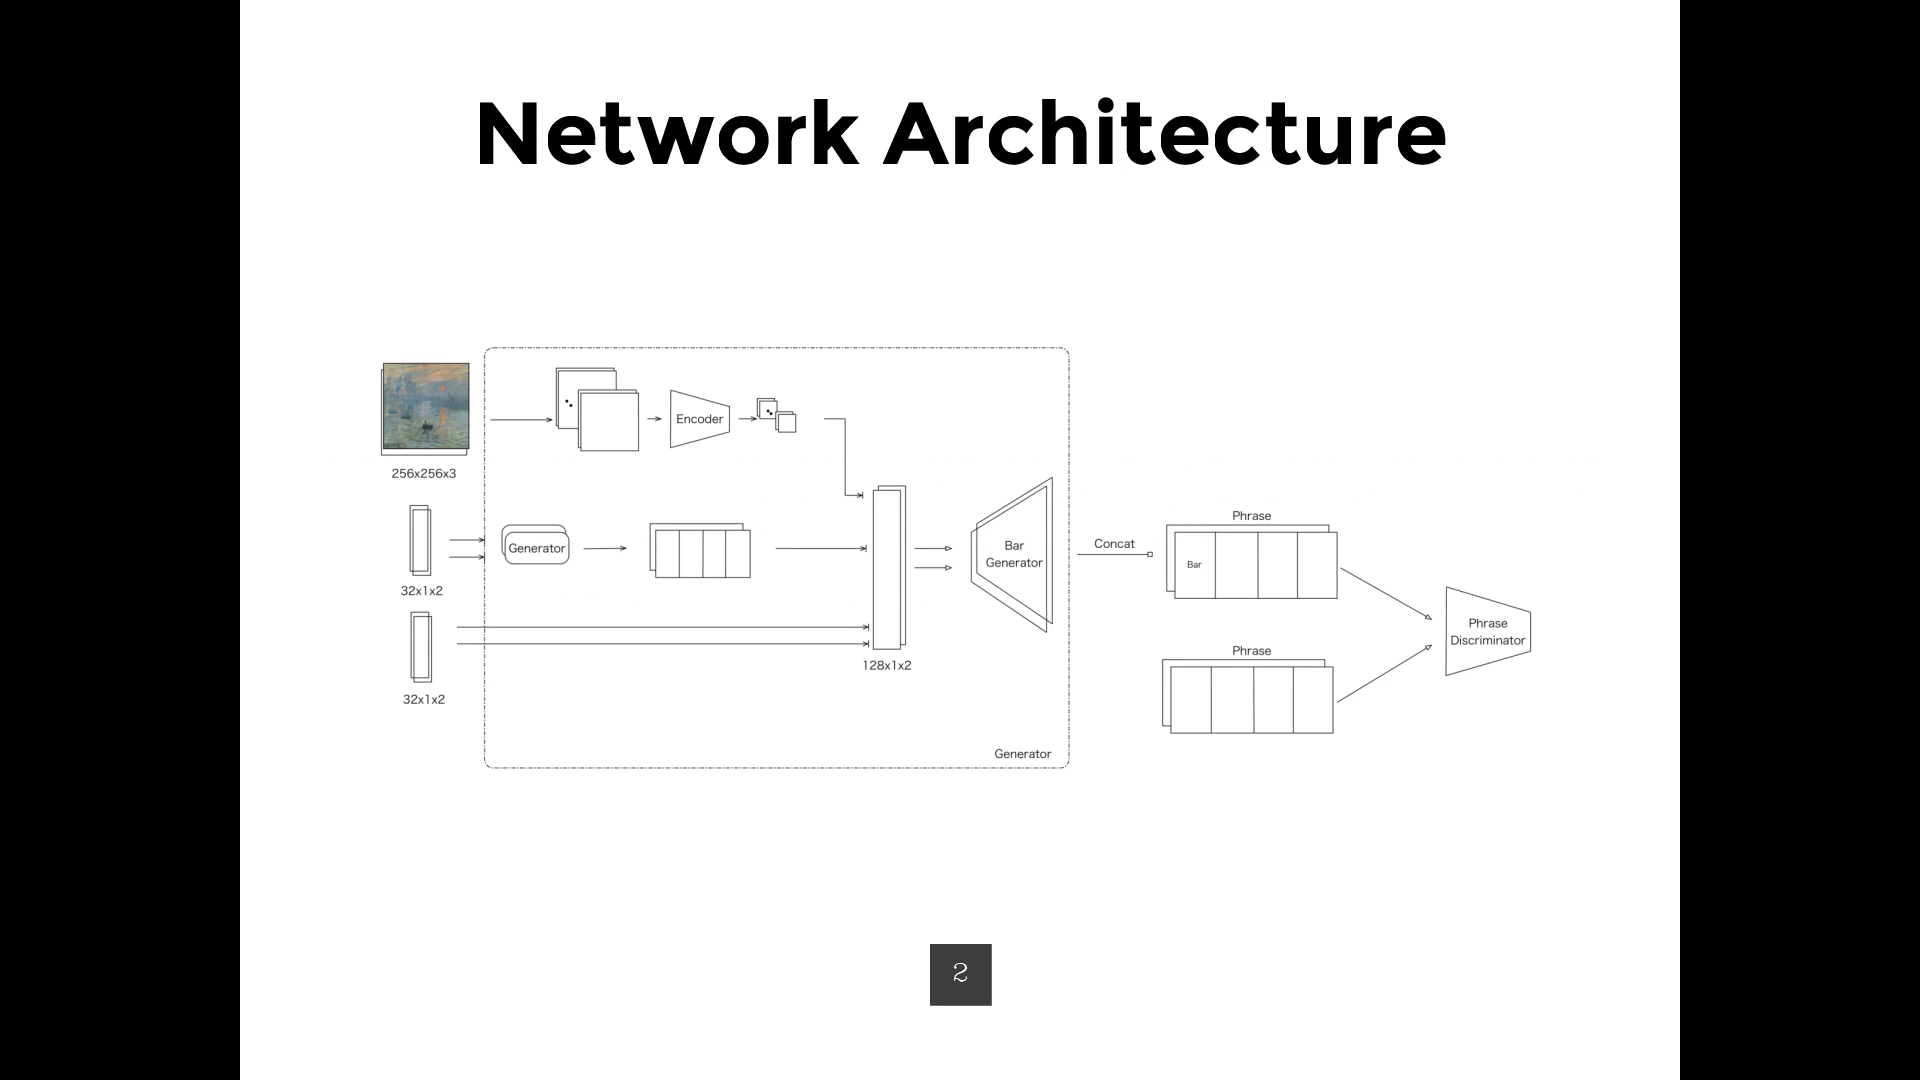 Network Architecture
256x256x3
Encoder
32x1x2
Generator
32x1x2
128x1x2
Bar
Generator
Generator
Concat
Phrase
Bar
Phrase
Phrase
Discriminator
2